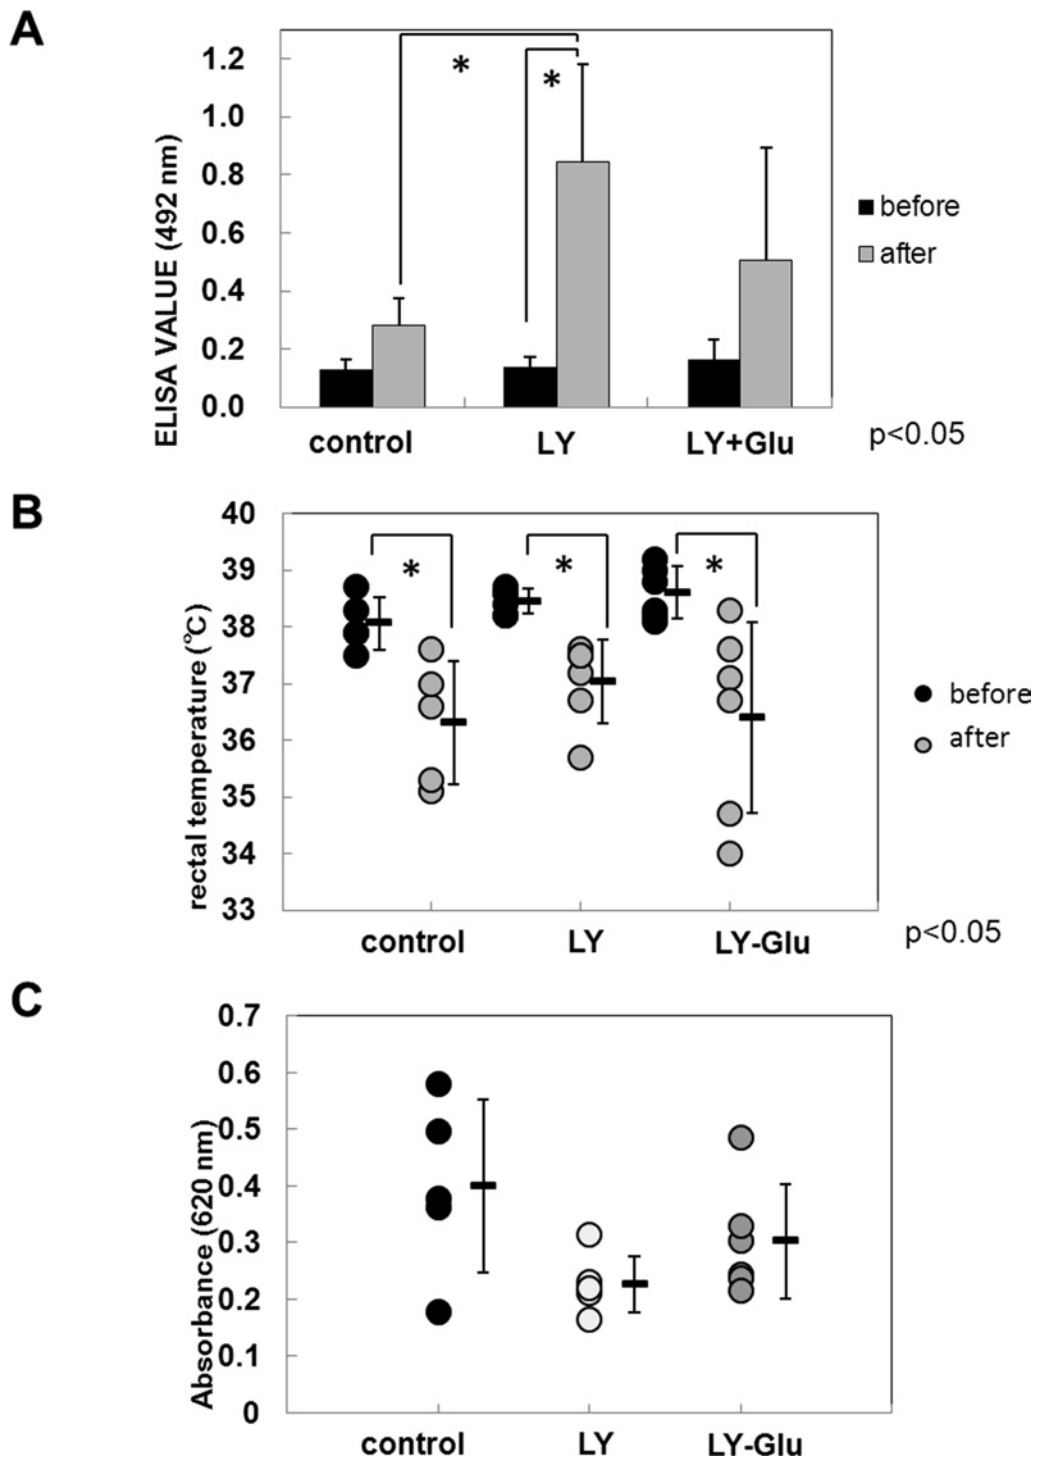 A
ELISA VALUE (492 nm)
1.2
1.0
0.8
0.6
0.4
0.2
0.0
*
*
before
after
control LY LY+Glu
p<0.05
B
rectal temperature (°C)
40
39
38
37
36
35
34
33
*
*
*
before
after
control LY LY-Glu
p<0.05
C
Absorbance (620 nm)
0.7
0.6
0.5
0.4
0.3
0.2
0.1
0
control LY LY-Glu